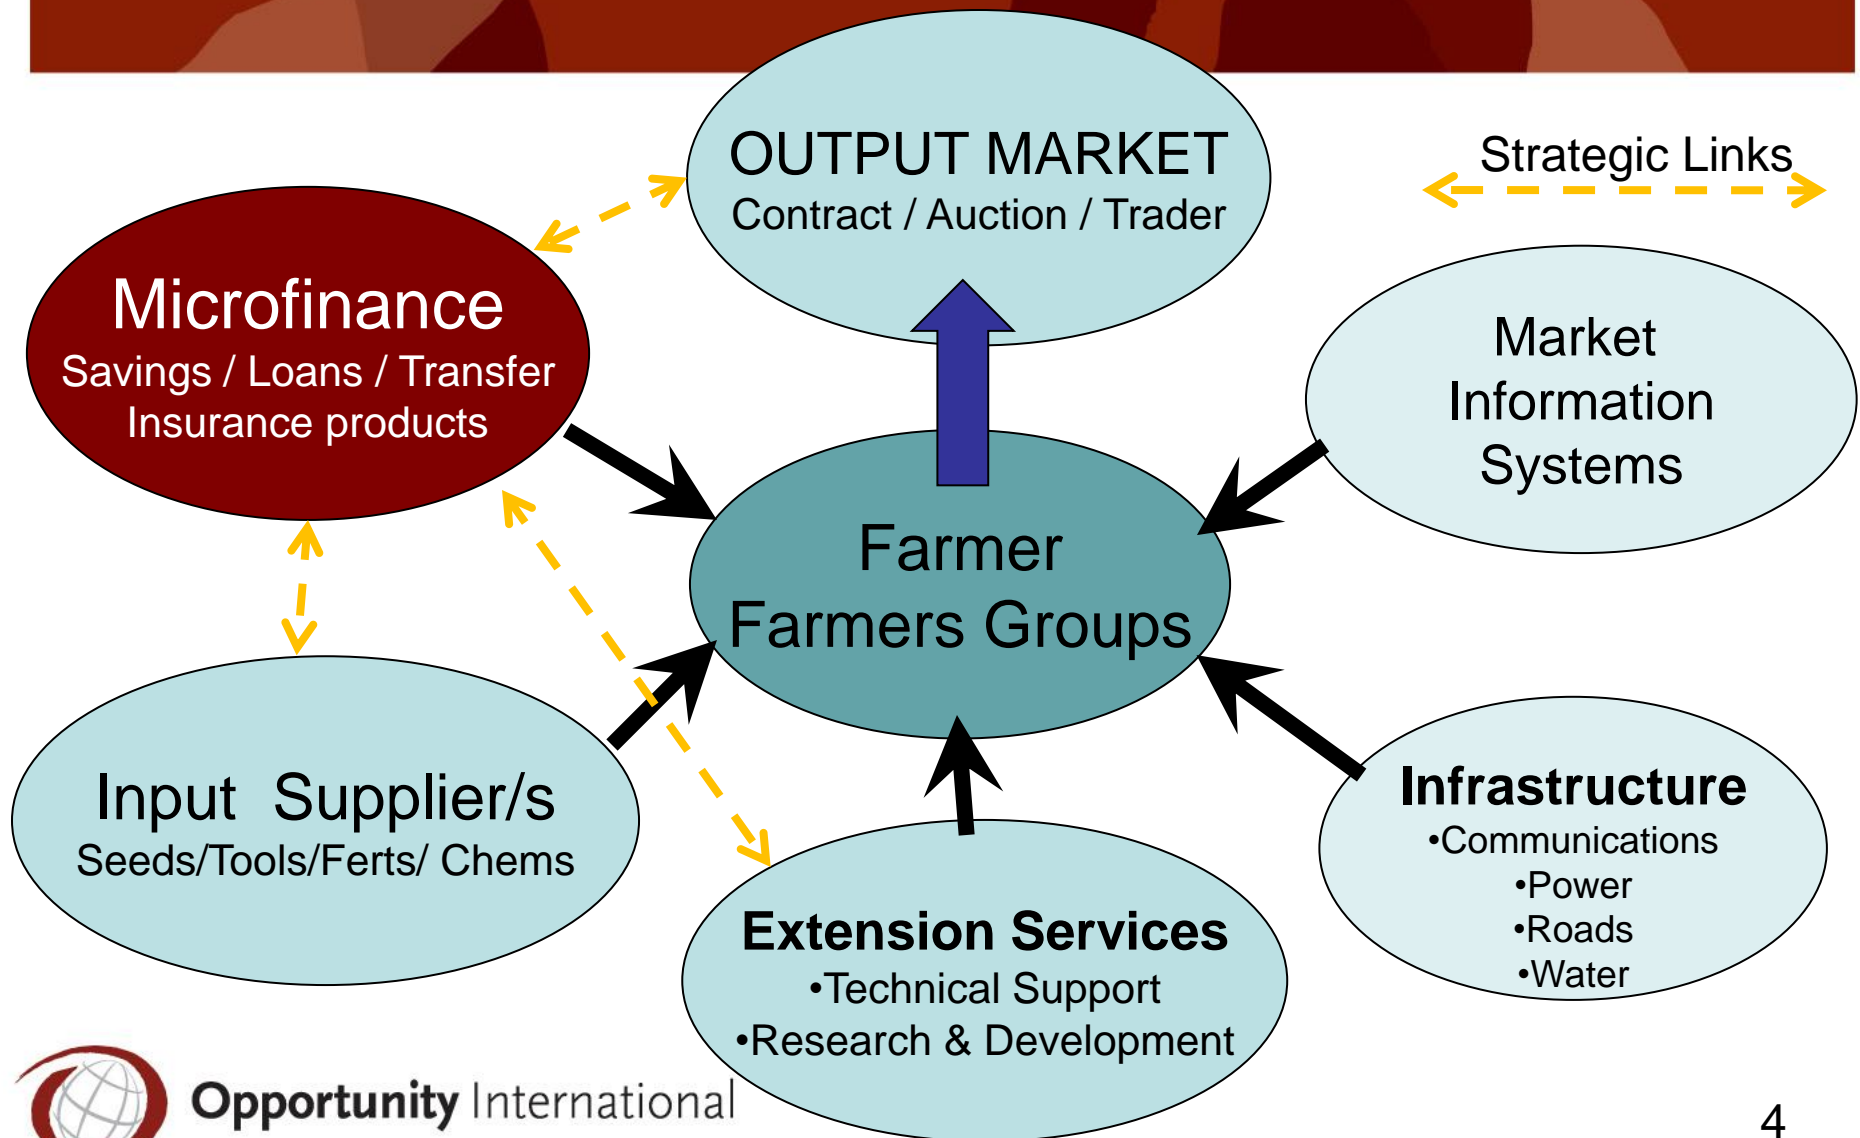 OUTPUT MARKET
Contract / Auction / Trader
Strategic Links
Microfinance
Savings / Loans / Transfer
Insurance products
Market
Information
Systems
Farmer
Farmers Groups
Input  Supplier/s
Seeds/Tools/Ferts/ Chems
Extension Services
•Technical Support
•Research & Development
Infrastructure
•Communications
•Power
•Roads
•Water
Opportunity International
4